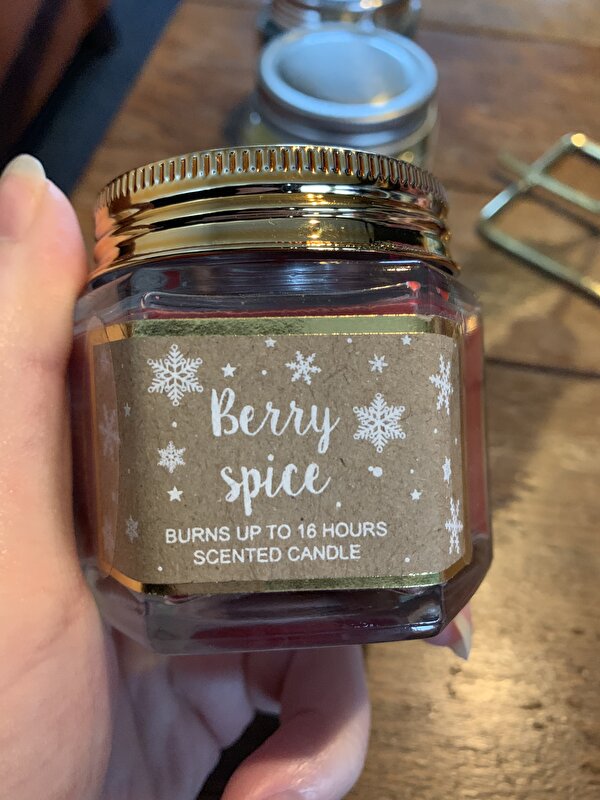 Berry
spice
BURNS UP TO 16 HOURS
SCENTED CANDLE